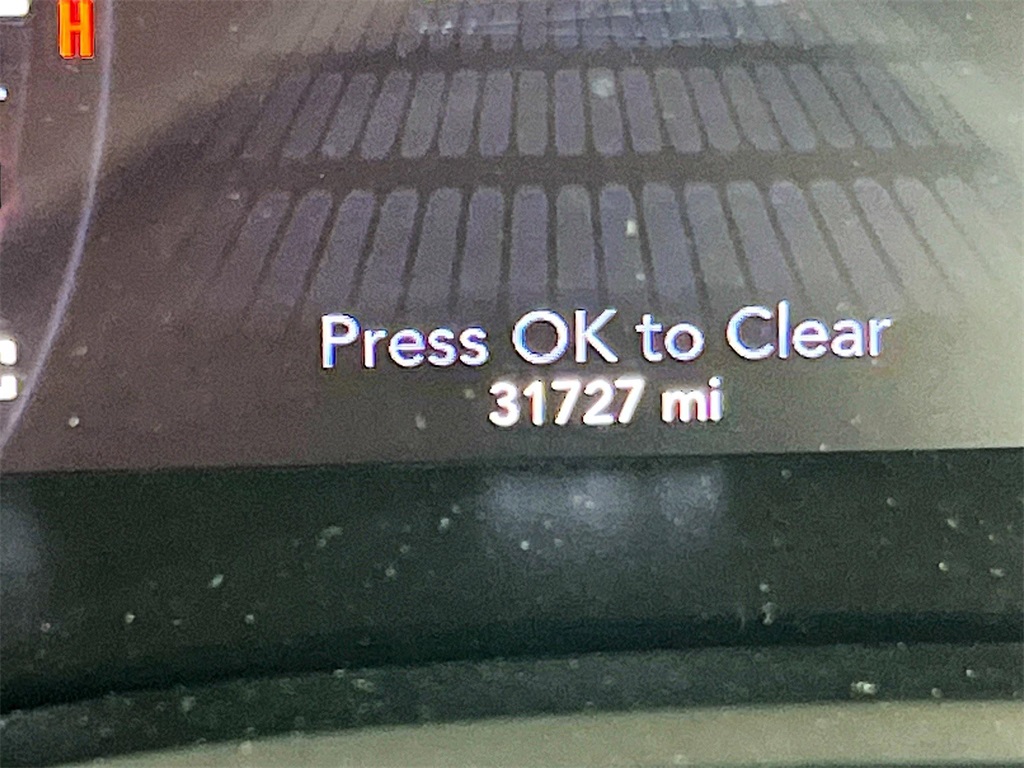 H
Press OK to Clear
31727 mi